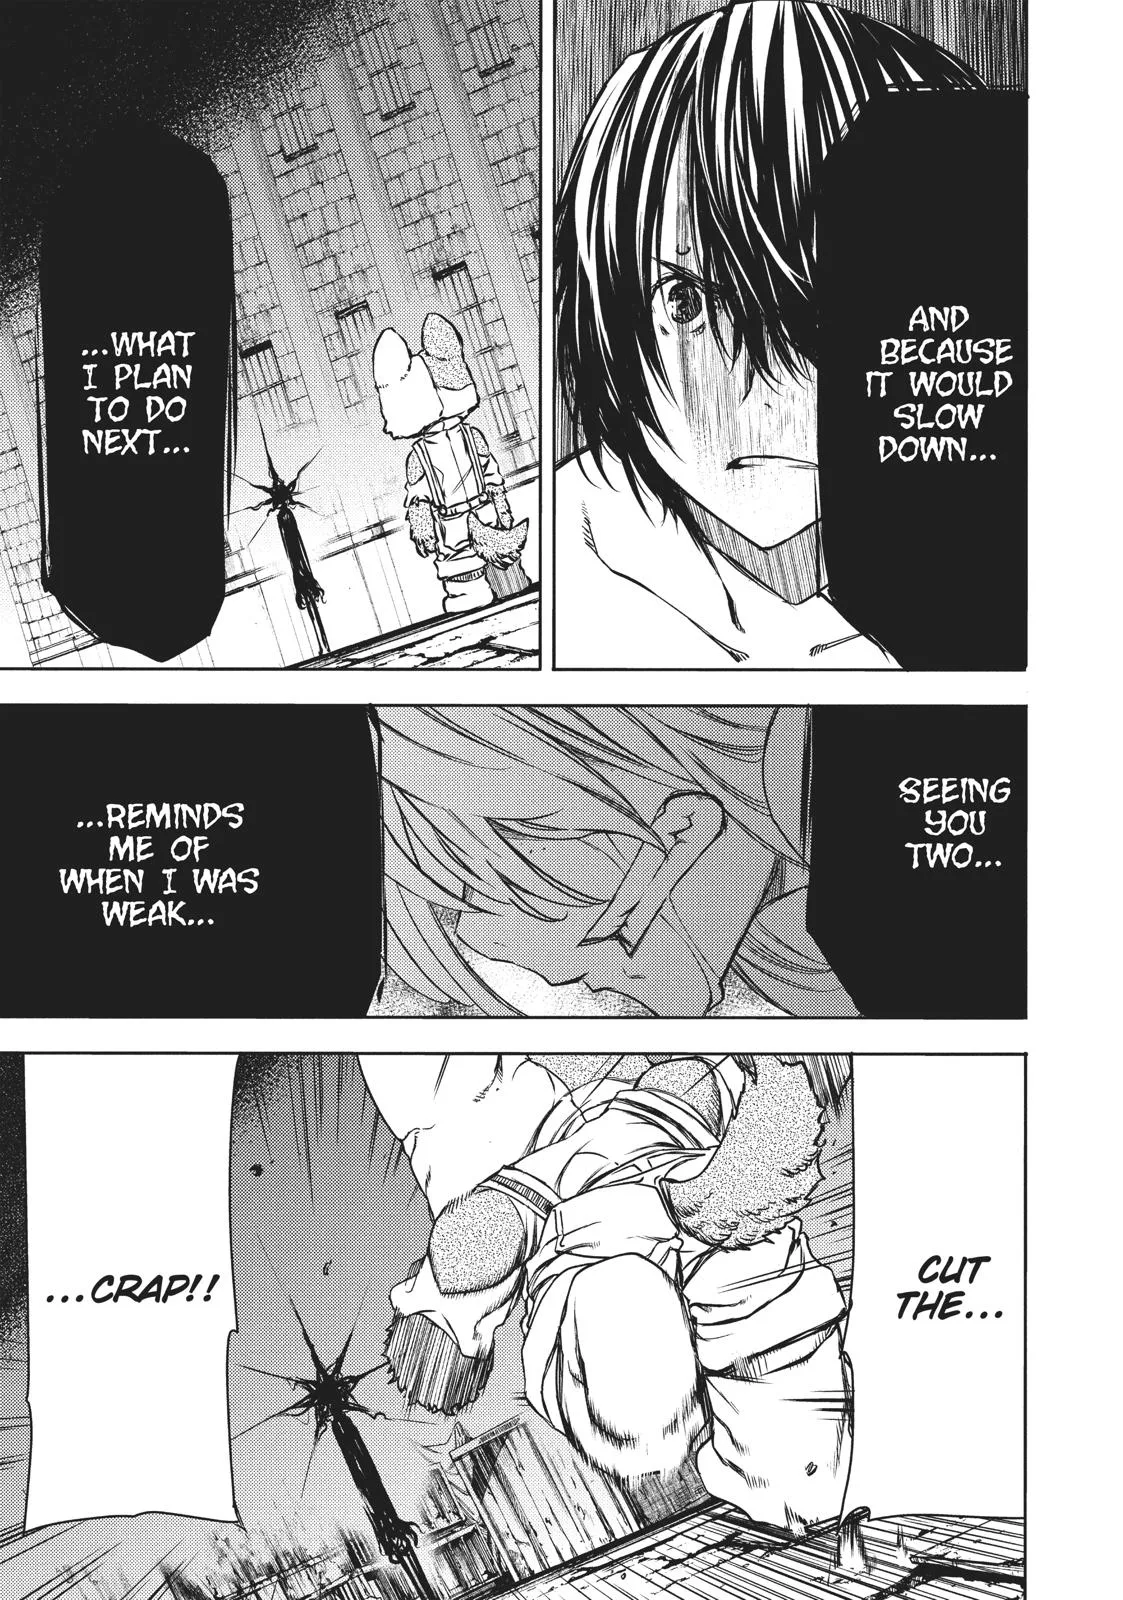 AND
BECAUSE
IT WOULD
SLOW
DOWN...
...WHAT
I PLAN
TO DO
NEXT...
SEEING
YOU
TWO...
...REMINDS
ME OF
WHEN I WAS
WEAK...
CUT
THE...
...CRAP!!